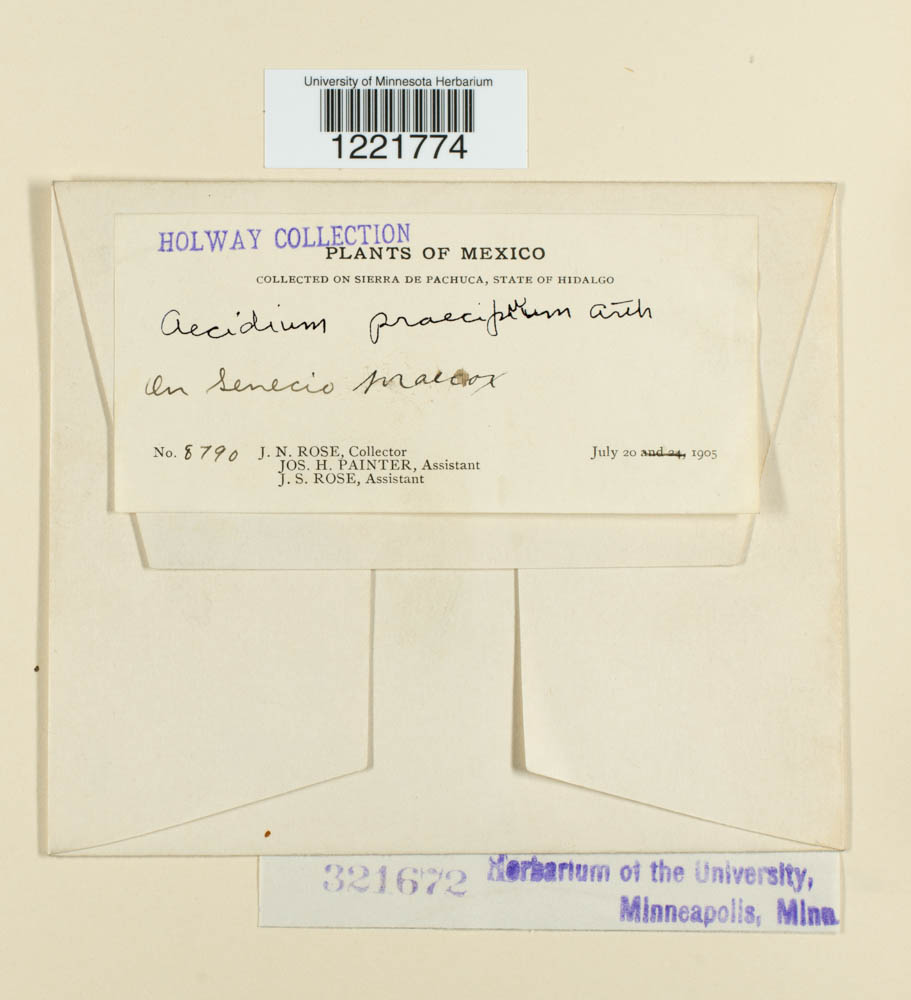 University of Minnesota Herbarium
1221774
HOLWAY COLLECTION
PLANTS OF MEXICO
COLLECTED ON SIERRA DE PACHUCA, STATE OF HIDALGO
Aecidium praecipuum Arth
On Senecio praecox
No. 8790 J. N. ROSE, Collector July 20 and 24, 1905
JOS. H. PAINTER, Assistant
J. S. ROSE, Assistant
321672 Herbarium of the University,
Minneapolis, Minn.